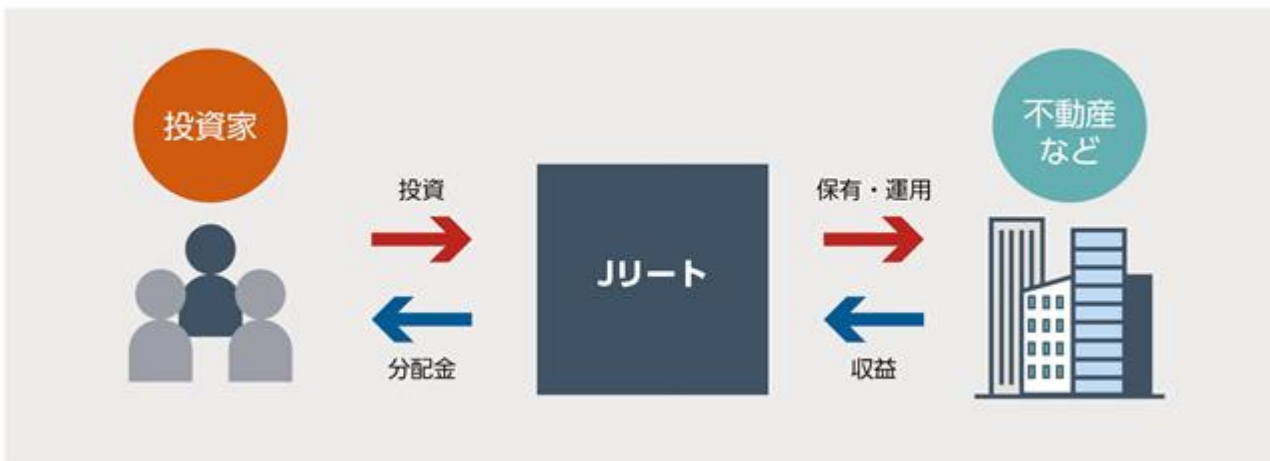 投資家
不動産
など
投資
保有・運用
Jリート
分配金
収益